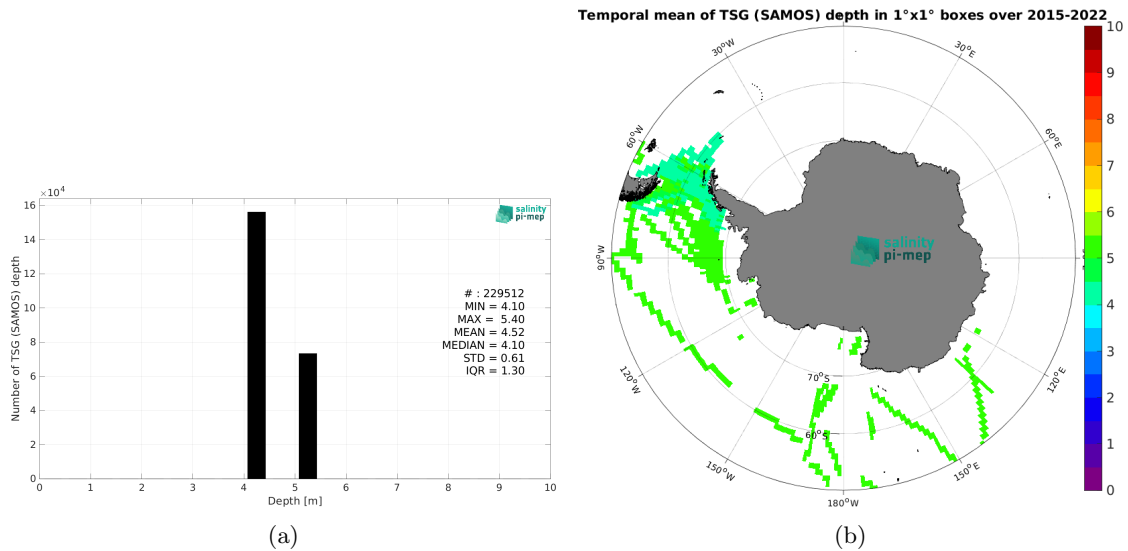 Temporal mean of TSG (SAMOS) depth in 1°x1° boxes over 2015-2022
×10⁴
16
14
12
10
8
6
4
2
0
Number of TSG (SAMOS) depth
0 1 2 3 4 5 6 7 8 9 10
Depth [m]
salinity
pi-mep
# : 229512
MIN = 4.10
MAX = 5.40
MEAN = 4.52
MEDIAN = 4.10
STD = 0.61
IQR = 1.30
(a)
30°W
30°E
60°W
60°E
90°W
120°W
120°E
150°W
150°E
180°W
70°S
60°S
salinity
pi-mep
10
9
8
7
6
5
4
3
2
1
0
(b)